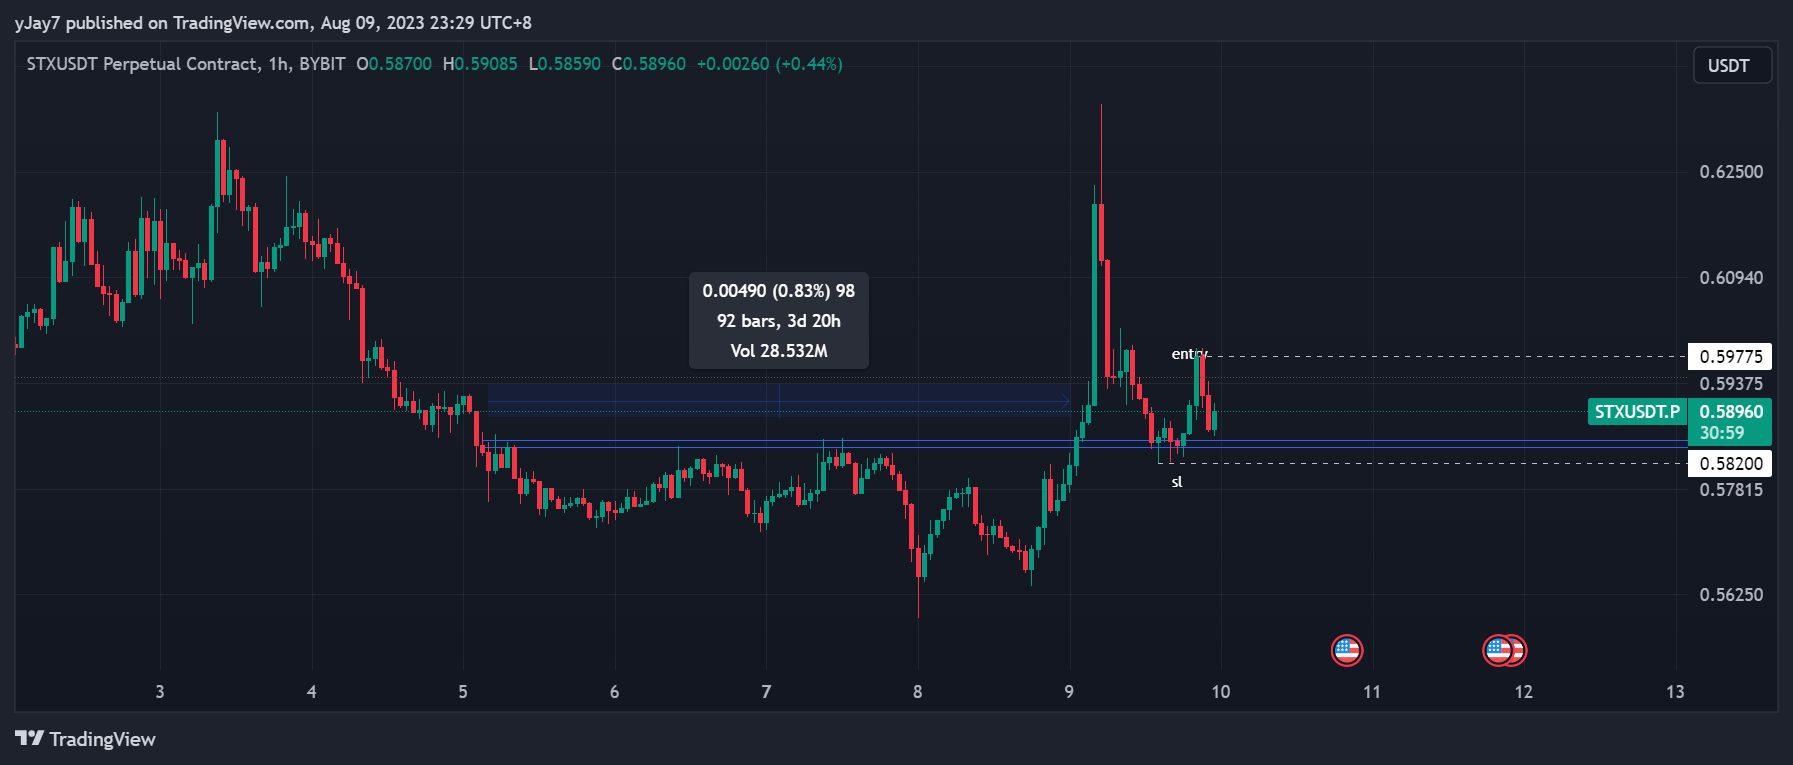 yJay7 published on TradingView.com, Aug 09, 2023 23:29 UTC+8
STXUSDT Perpetual Contract, 1h, BYBIT O0.58700 H0.59085 L0.58590 C0.58960 +0.00260 (+0.44%)
USDT
0.62500
0.60940
0.00490 (0.83%) 98
92 bars, 3d 20h
Vol 28.532M
entry
0.59775
0.59375
STXUSDT.P 0.58960
30:59
0.58200
sl
0.57815
0.56250
3 4 5 6 7 8 9 10 11 12 13
TradingView